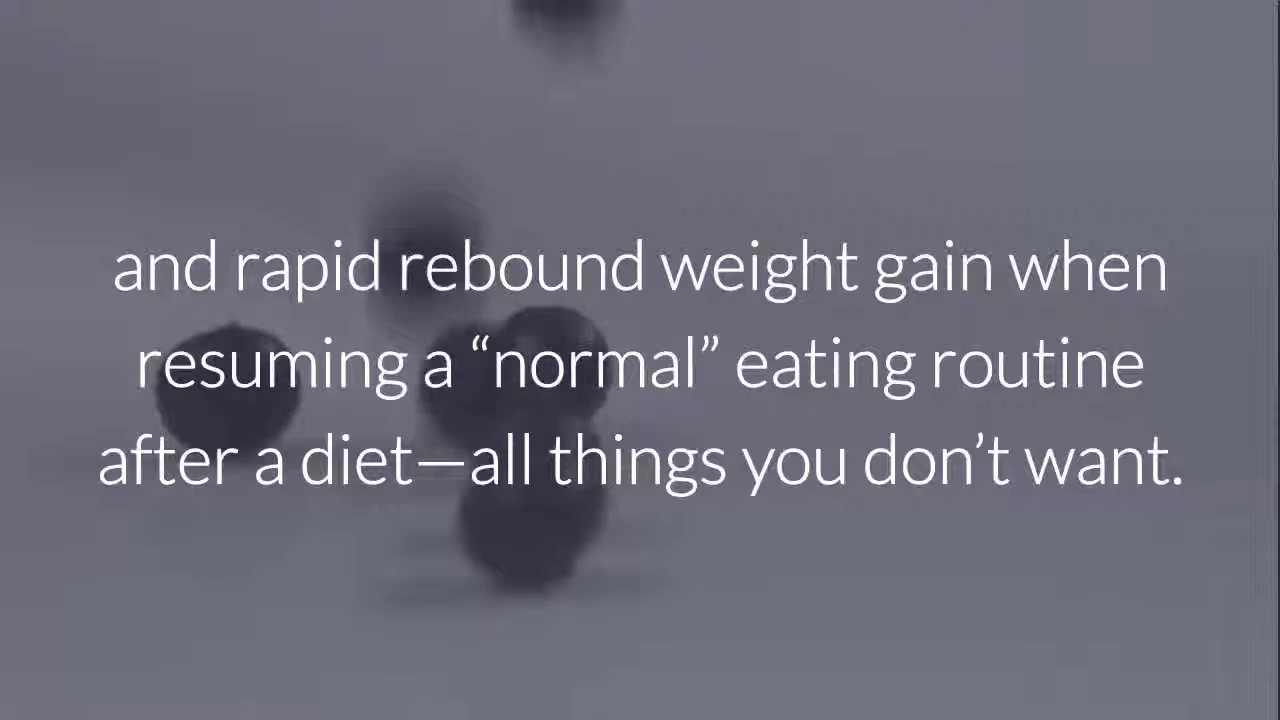 and rapid rebound weight gain when
resuming a “normal” eating routine
after a diet—all things you don’t want.